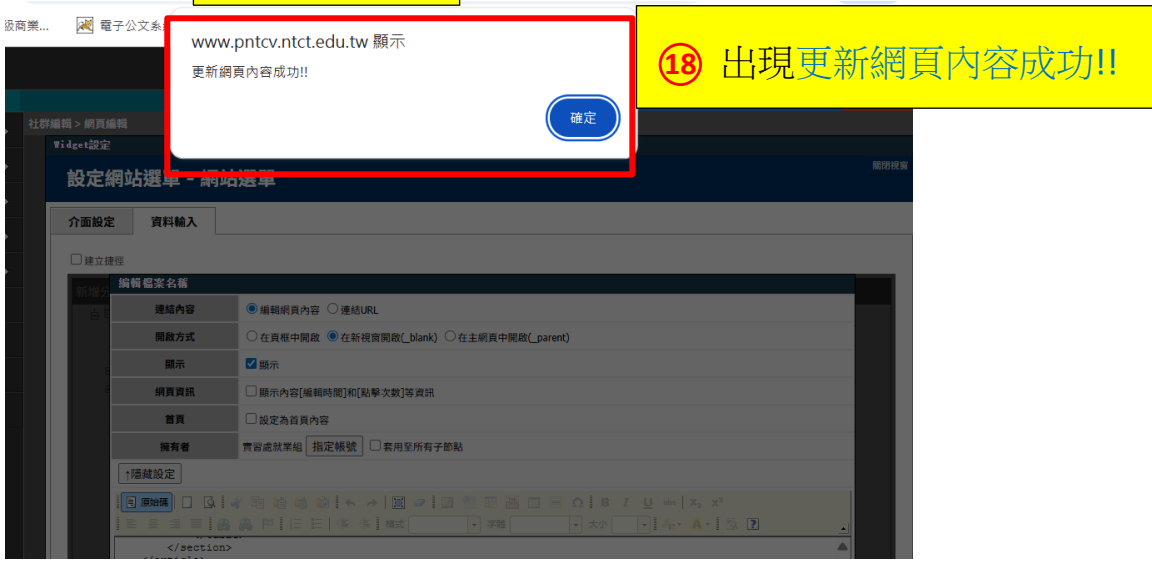 級商業...
電子公文系
www.pntcv.ntct.edu.tw 顯示
更新網頁內容成功!!
確定
⑱ 出現更新網頁內容成功!!
社群編輯 > 網頁編輯
Widget設定
關閉視窗
設定網站選單 - 網站選單
介面設定 資料輸入
建立捷徑
新增分
編輯檔案名稱
連結內容 編輯網頁內容 連結URL
開啟方式 在頁框中開啟 在新視窗開啟(_blank) 在主網頁中開啟(_parent)
顯示 顯示
網頁資訊 顯示內容[編輯時間]和[點擊次數]等資訊
首頁 設定為首頁內容
擁有者 實習處就業組 指定帳號 套用至所有子節點
↑隱藏設定
原始碼 Ω B I U abc X₂ X²
格式 字體 大小 A A ?
</section>
</article>